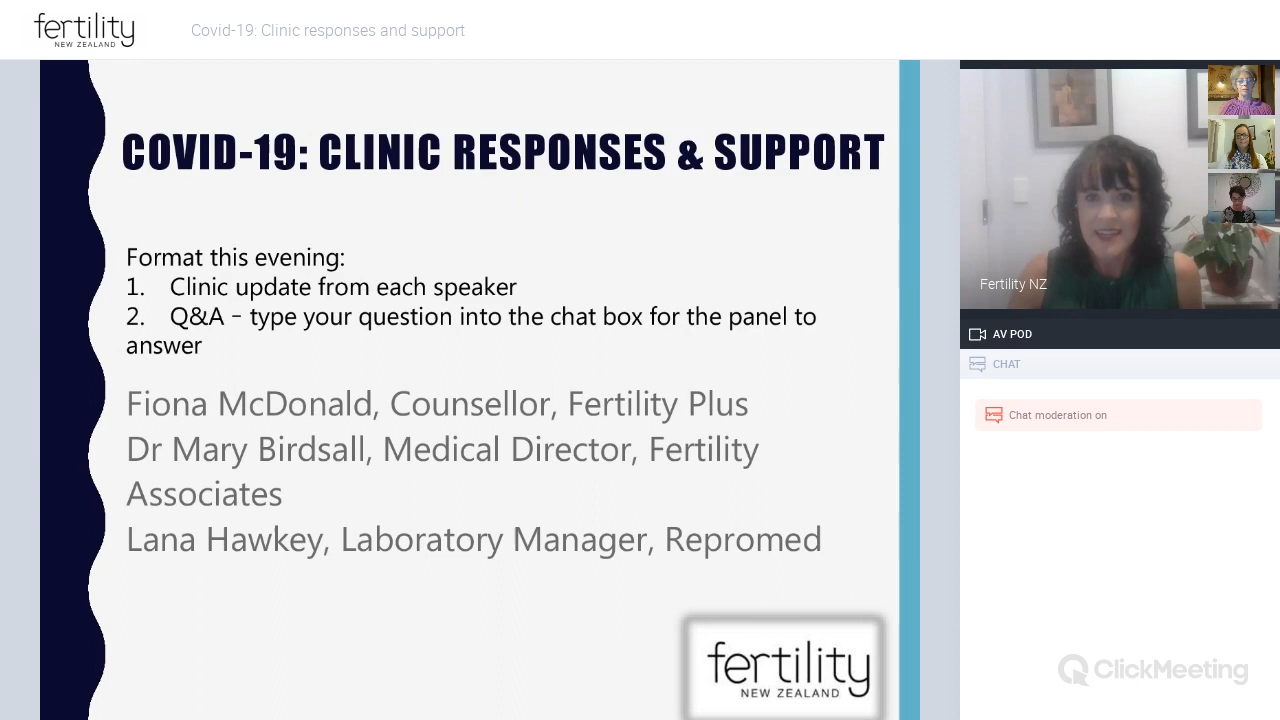 fertility
NEW ZEALAND
Covid-19: Clinic responses and support
COVID-19: CLINIC RESPONSES & SUPPORT
Format this evening:
1. Clinic update from each speaker
2. Q&A – type your question into the chat box for the panel to
answer
Fiona McDonald, Counsellor, Fertility Plus
Dr Mary Birdsall, Medical Director, Fertility
Associates
Lana Hawkey, Laboratory Manager, Repromed
fertility
NEW ZEALAND
Fertility NZ
AV POD
CHAT
Chat moderation on
ClickMeeting